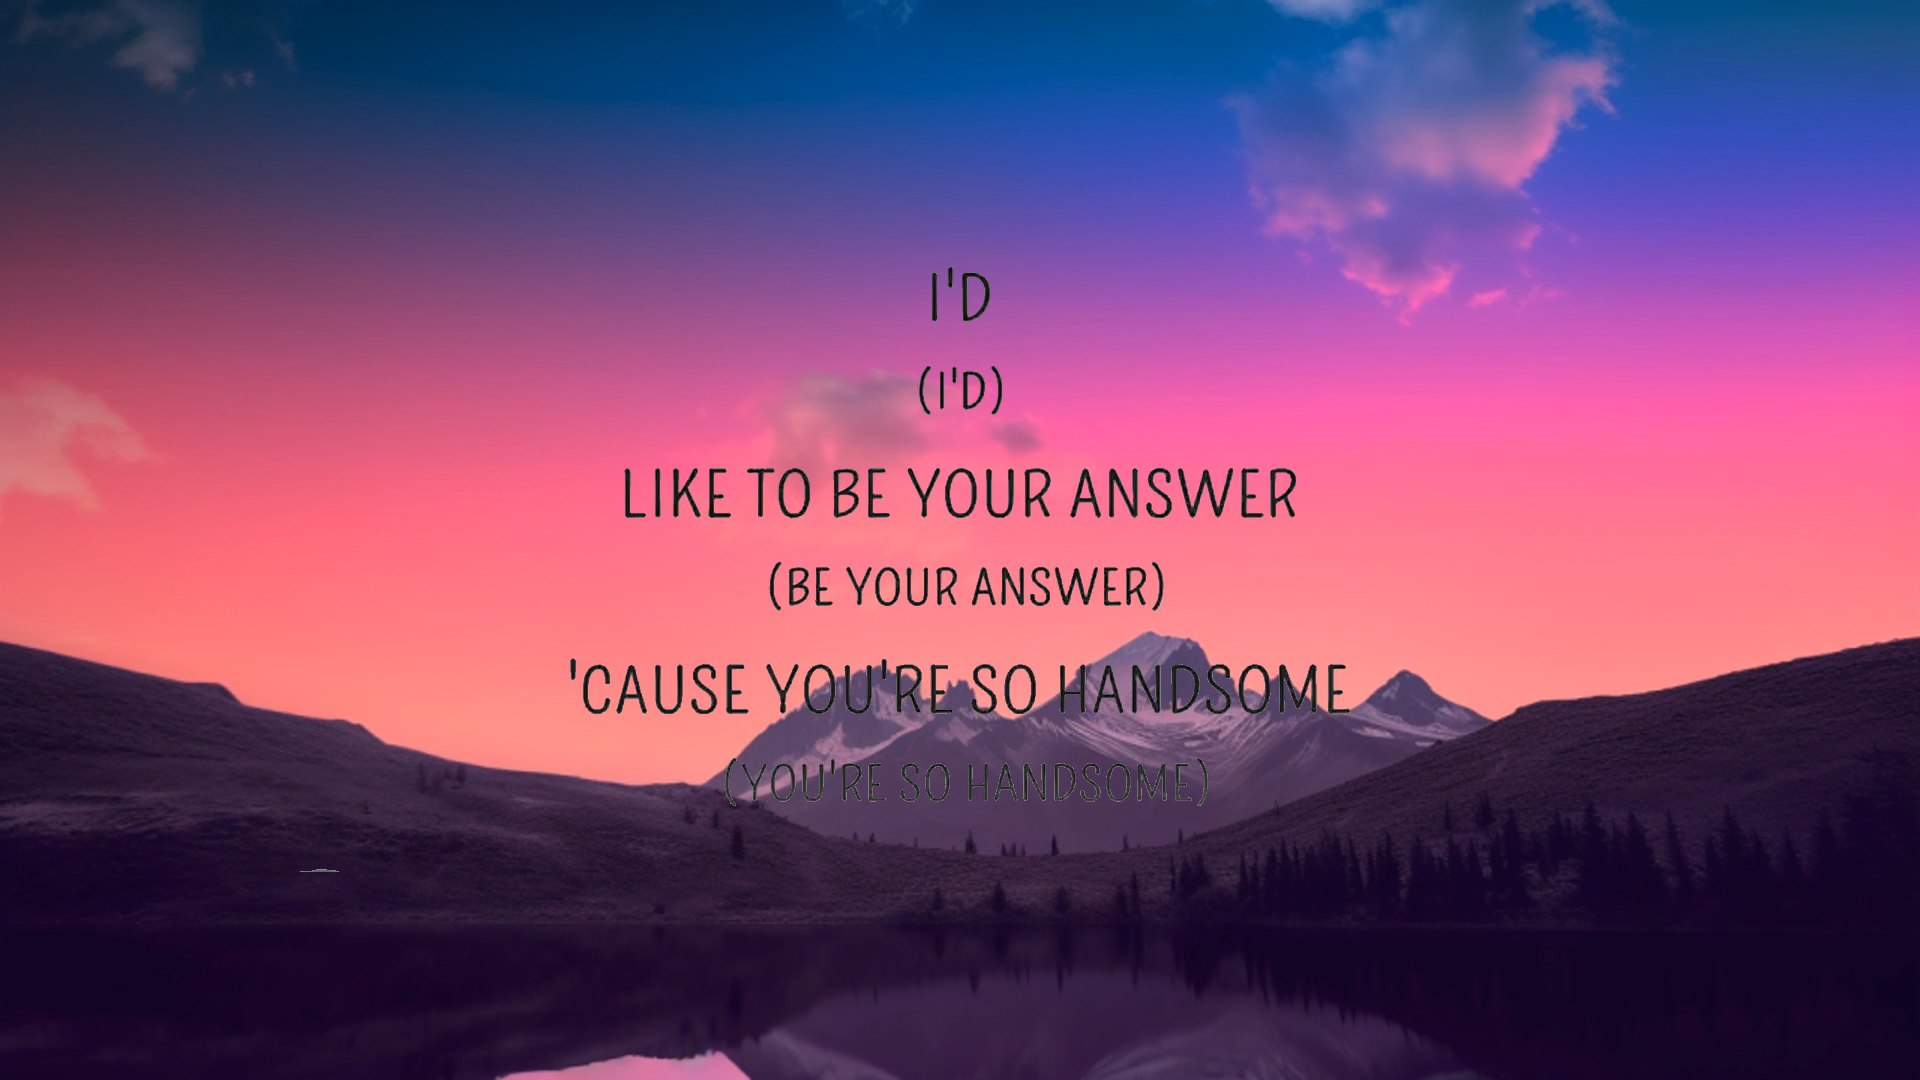 I'D
(I'D)
LIKE TO BE YOUR ANSWER
(BE YOUR ANSWER)
'CAUSE YOU'RE SO HANDSOME
(YOU'RE SO HANDSOME)